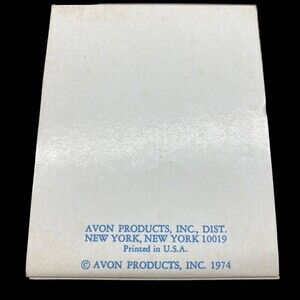 AVON PRODUCTS, INC., DIST.
NEW YORK, NEW YORK 10019
Printed in U.S.A.
© AVON PRODUCTS, INC. 1974